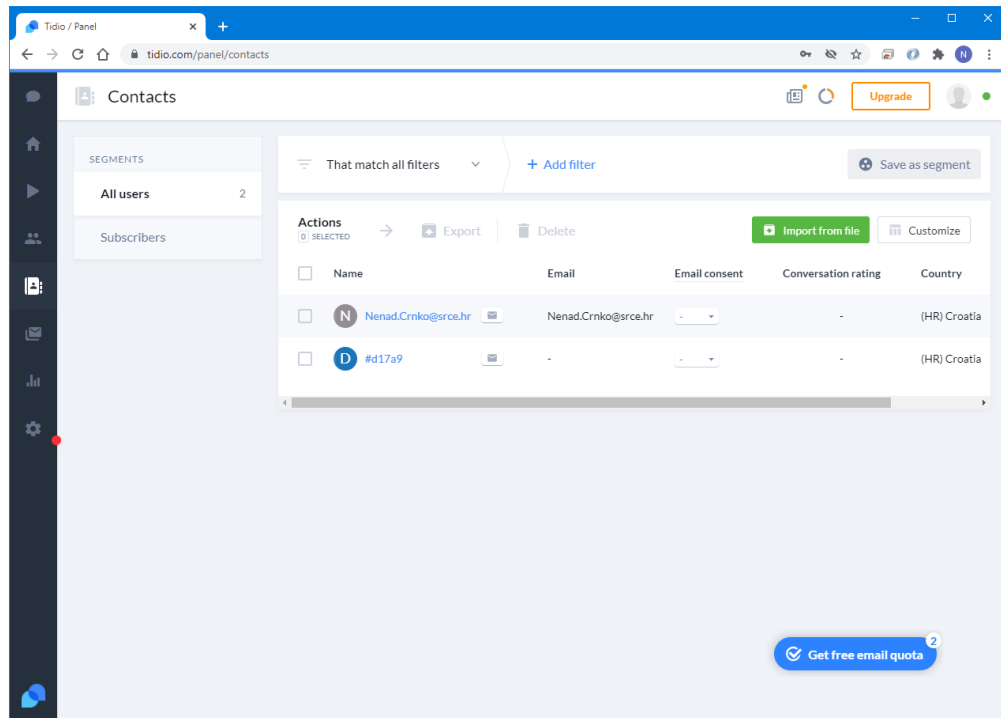 Tidio / Panel
tidio.com/panel/contacts
N
Contacts
Upgrade
SEGMENTS
All users 2
Subscribers
That match all filters
+ Add filter
Save as segment
Actions
0 SELECTED
Export
Delete
Import from file
Customize
Name Email Email consent Conversation rating Country
N Nenad.Crnko@srce.hr Nenad.Crnko@srce.hr - - (HR) Croatia
D #d17a9 - - - (HR) Croatia
Get free email quota 2